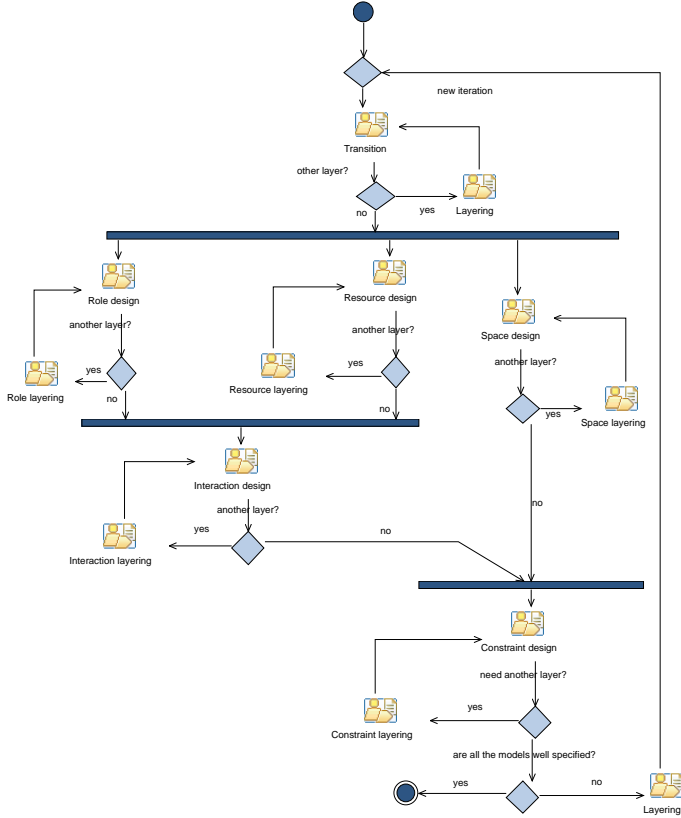 new iteration
Transition
other layer?
yes
Layering
no
Role design
Resource design
Space design
another layer?
another layer?
another layer?
yes
Role layering
no
yes
Resource layering
no
yes
Space layering
no
Interaction design
another layer?
yes
no
Interaction layering
Constraint design
need another layer?
yes
Constraint layering
are all the models well specified?
yes
no
Layering